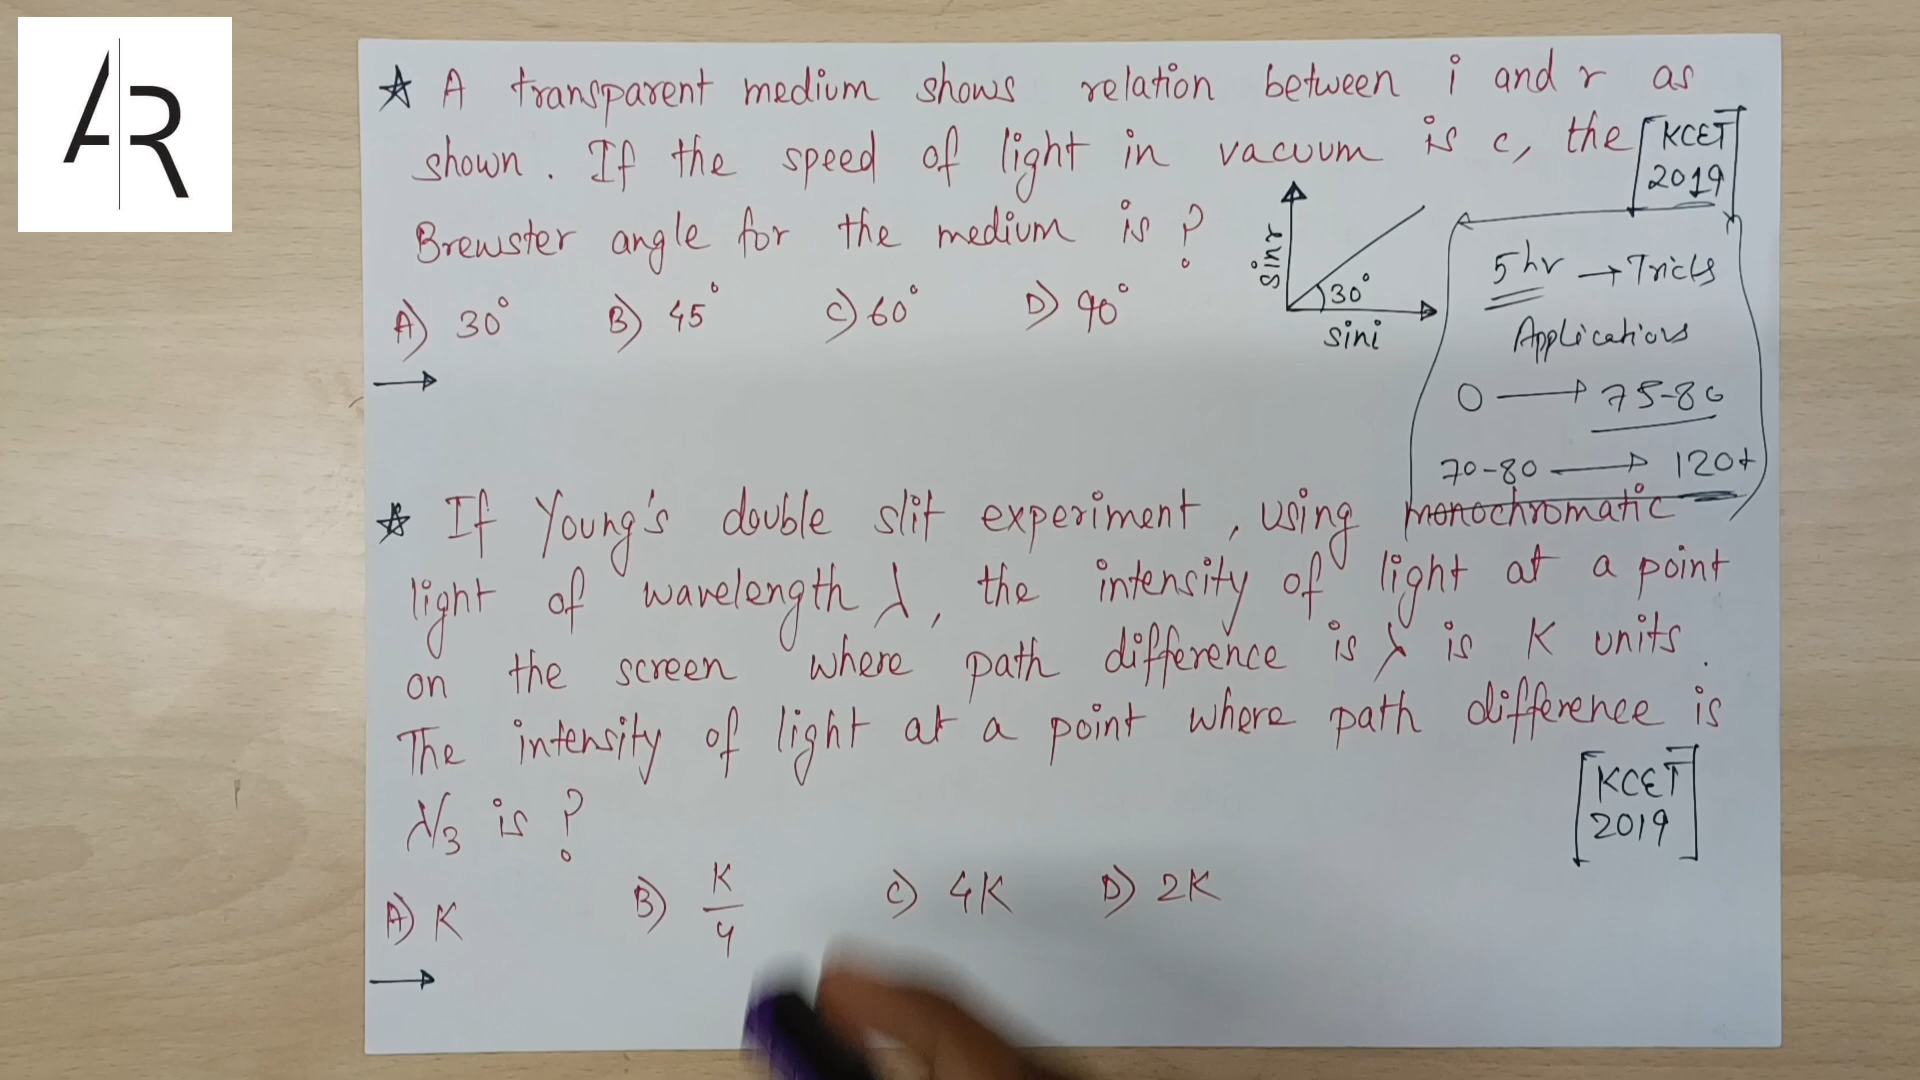 AR
☆ A transparent medium shows relation between i and r as
shown. If the speed of light in vacuum is c, the
[KCET
2019]
Brewster angle for the medium is ?
A) 30° B) 45° C) 60° D) 90°
sinr
30°
sini
5 hr → Tricks
Applications
0 → 75-80
70-80 → 120+
☆ If Young's double slit experiment, using monochromatic
light of wavelength λ, the intensity of light at a point
on the screen where path difference is λ is K units.
The intensity of light at a point where path difference is
λ/3 is ?
[KCET
2019]
A) K B) K/4 C) 4K D) 2K